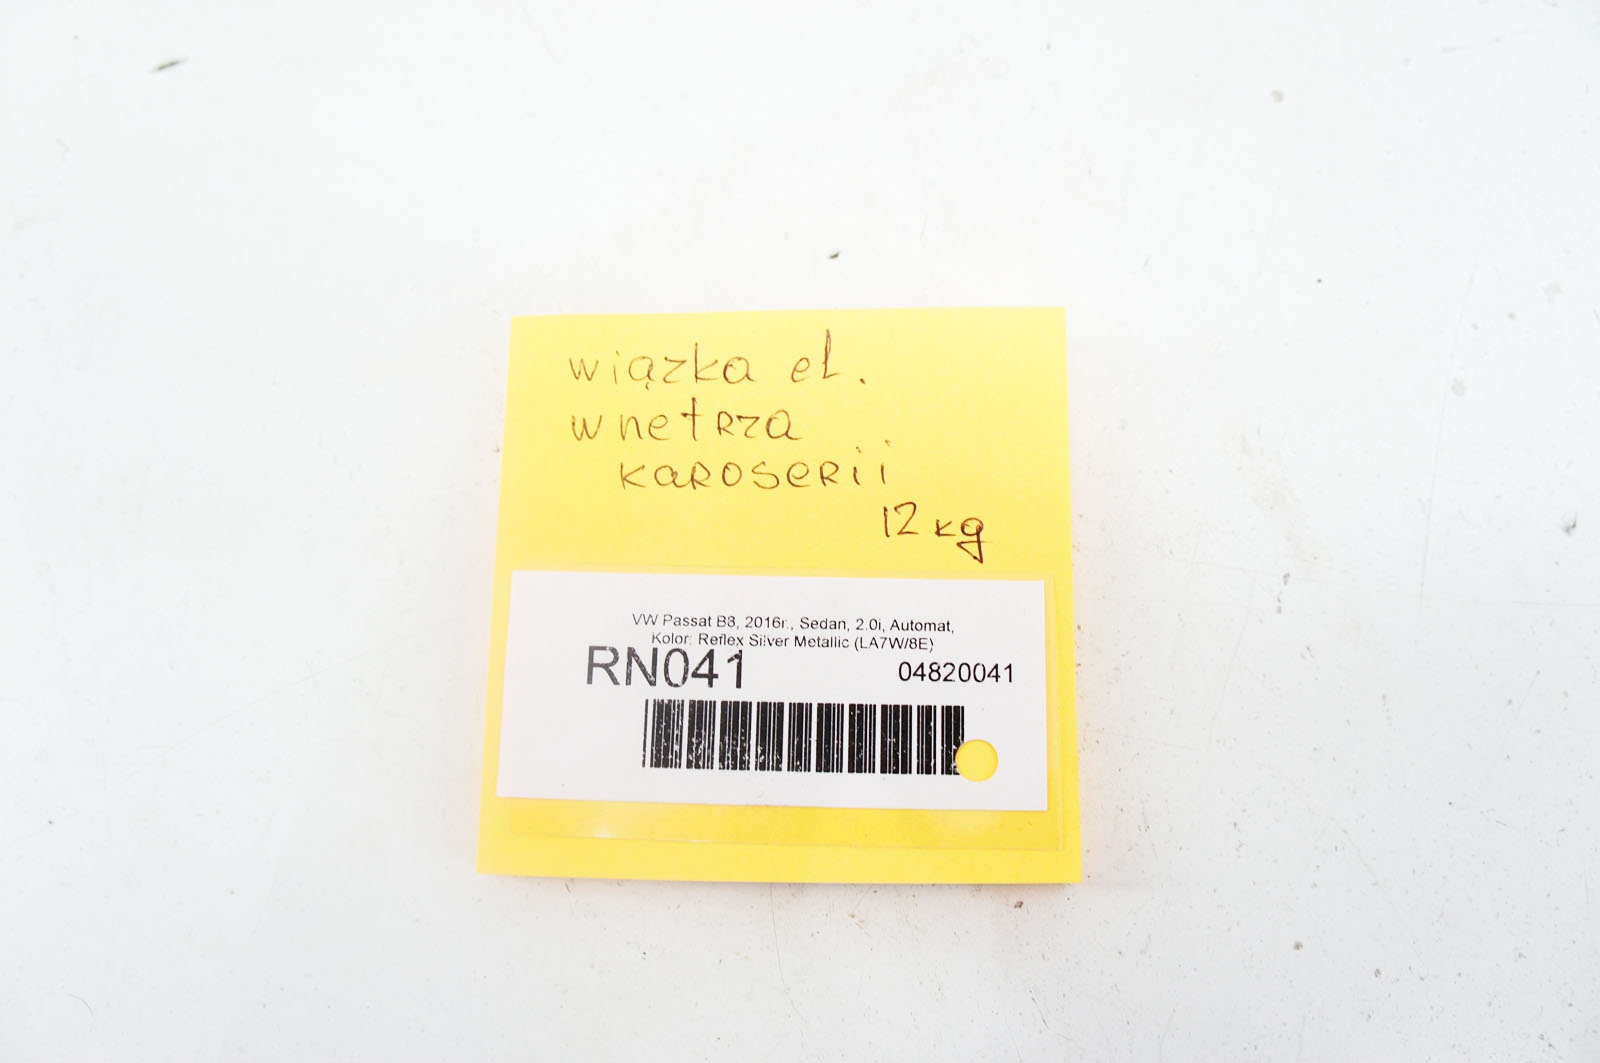 wiązka el.
wnetrza
karoserii
12 kg
VW Passat B8, 2016r., Sedan, 2.0i, Automat,
Kolor: Reflex Silver Metallic (LA7W/8E)
RN041
04820041